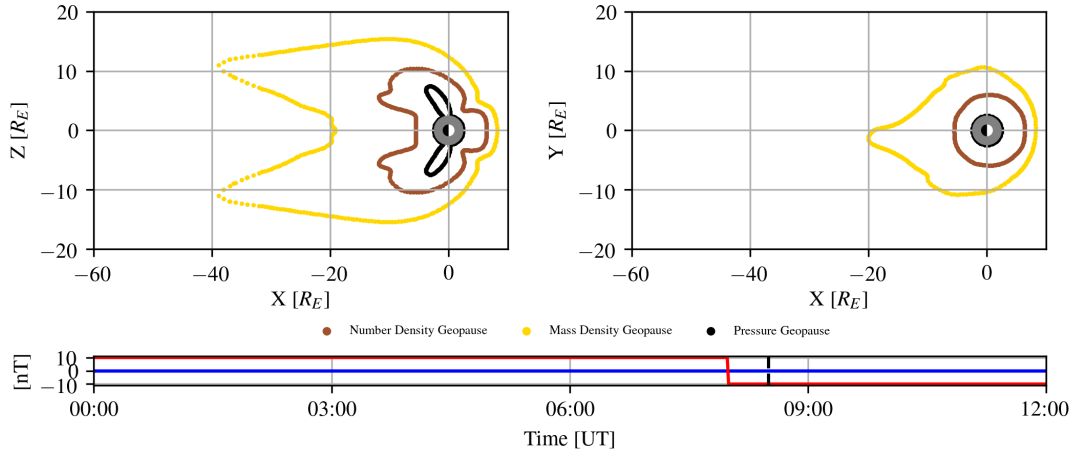 20
10
0
−10
−20
Z [R_E]
−60
−40
−20
0
X [R_E]
20
10
0
−10
−20
Y [R_E]
−60
−40
−20
0
X [R_E]
Number Density Geopause
Mass Density Geopause
Pressure Geopause
[nT]
10
0
−10
00:00
03:00
06:00
09:00
12:00
Time [UT]